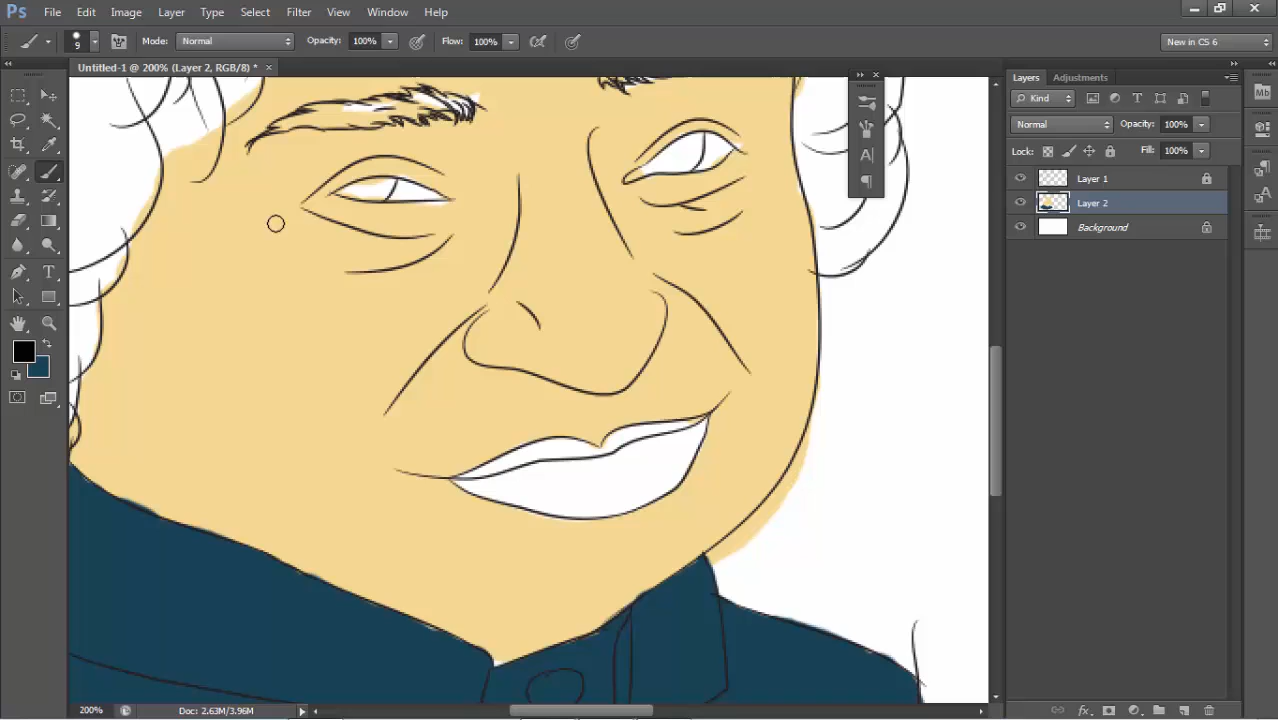 Ps File Edit Image Layer Type Select Filter View Window Help
9 Mode: Normal Opacity: 100% Flow: 100% New in CS 6
Untitled-1 @ 200% (Layer 2, RGB/8) * ×
Layers Adjustments
Kind
Normal Opacity: 100%
Lock: Fill: 100%
Layer 1
Layer 2
Background
Mb
200% Doc: 2.63M/3.96M